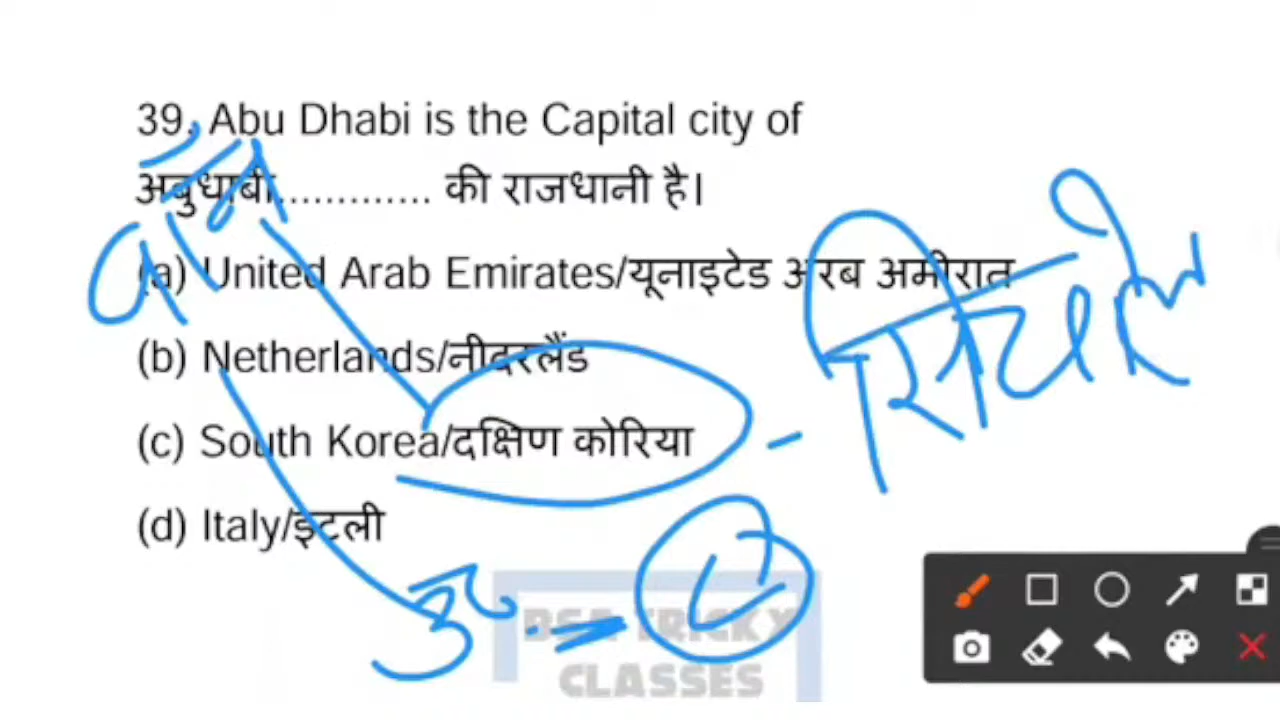 39. Abu Dhabi is the Capital city of
अबुधाबी............. की राजधानी है।
(a) United Arab Emirates/यूनाइटेड अरब अमीरात
(b) Netherlands/नीदरलैंड
(c) South Korea/दक्षिण कोरिया
(d) Italy/इटली
CLASSES